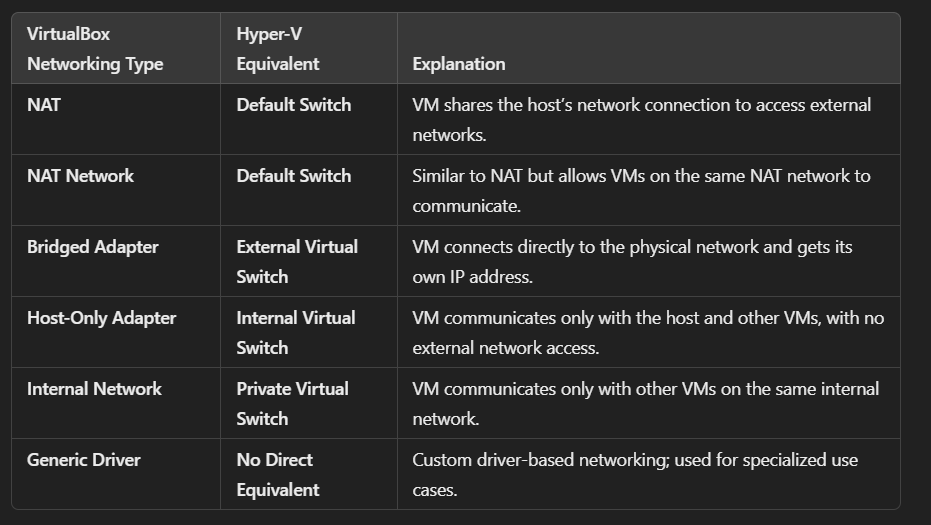 VirtualBox Networking Type
Hyper-V Equivalent
Explanation
NAT
Default Switch
VM shares the host’s network connection to access external
networks.
NAT Network
Default Switch
Similar to NAT but allows VMs on the same NAT network to
communicate.
Bridged Adapter
External Virtual
Switch
VM connects directly to the physical network and gets its
own IP address.
Host-Only Adapter
Internal Virtual
Switch
VM communicates only with the host and other VMs, with no
external network access.
Internal Network
Private Virtual
Switch
VM communicates only with other VMs on the same internal
network.
Generic Driver
No Direct
Equivalent
Custom driver-based networking; used for specialized use
cases.